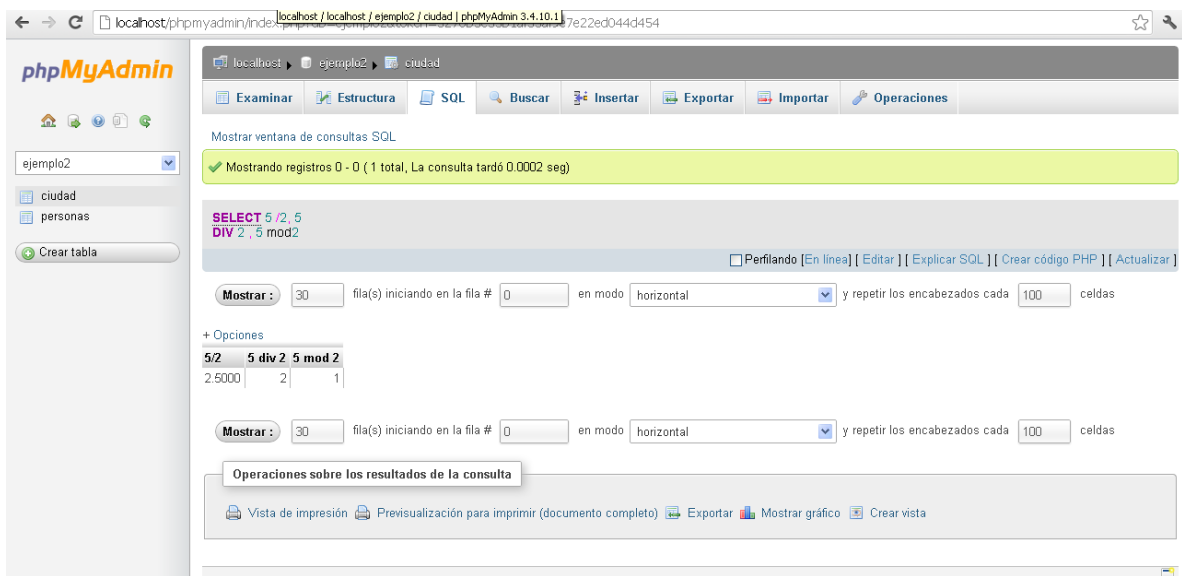 localhost / localhost / ejemplo2 / ciudad | phpMyAdmin 3.4.10.1
localhost/phpmyadmin/index.php 7e22ed044d454
phpMyAdmin
localhost ejemplo2 ciudad
Examinar Estructura SQL Buscar Insertar Exportar Importar Operaciones
Mostrar ventana de consultas SQL
ejemplo2
ciudad
personas
Crear tabla
Mostrando registros 0 - 0 ( 1 total, La consulta tardó 0.0002 seg)
SELECT 5 /2, 5
DIV 2 , 5 mod2
Perfilando [En línea] [ Editar ] [ Explicar SQL ] [ Crear código PHP ] [ Actualizar ]
Mostrar : 30 fila(s) iniciando en la fila # 0 en modo horizontal y repetir los encabezados cada 100 celdas
+ Opciones
5/2 5 div 2 5 mod 2
2.5000 2 1
Mostrar : 30 fila(s) iniciando en la fila # 0 en modo horizontal y repetir los encabezados cada 100 celdas
Operaciones sobre los resultados de la consulta
Vista de impresión Previsualización para imprimir (documento completo) Exportar Mostrar gráfico Crear vista